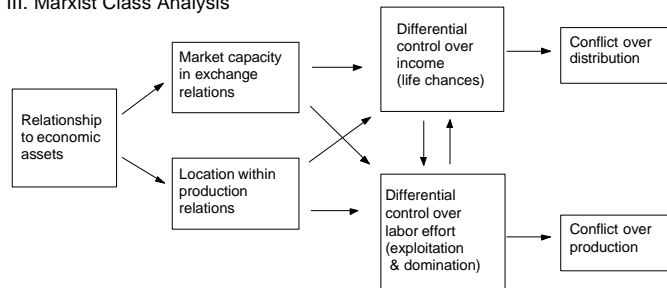 III. Marxist Class Analysis
Relationship
to economic
assets
Market capacity
in exchange
relations
Location within
production
relations
Differential
control over
income
(life chances)
Differential
control over
labor effort
(exploitation
& domination)
Conflict over
distribution
Conflict over
production